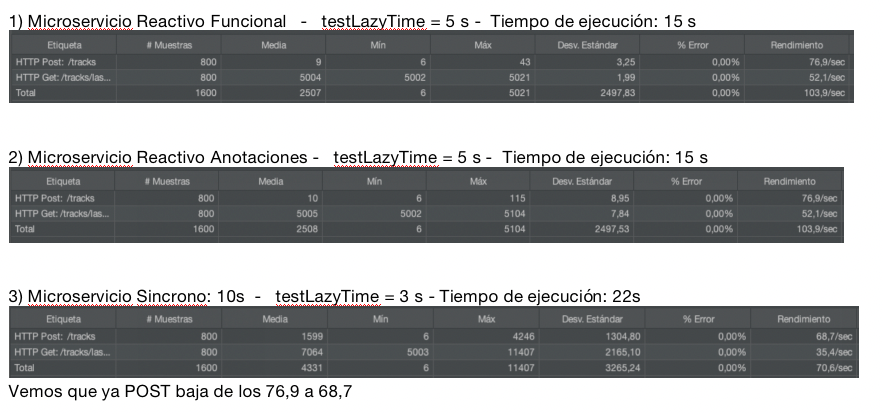 1) Microservicio Reactivo Funcional - testLazyTime = 5 s - Tiempo de ejecución: 15 s
Etiqueta # Muestras Media Mín Máx Desv. Estándar % Error Rendimiento
HTTP Post: /tracks 800 9 6 43 3,25 0,00% 76,9/sec
HTTP Get: /tracks/las... 800 5004 5002 5021 1,99 0,00% 52,1/sec
Total 1600 2507 6 5021 2497,83 0,00% 103,9/sec
2) Microservicio Reactivo Anotaciones - testLazyTime = 5 s - Tiempo de ejecución: 15 s
Etiqueta # Muestras Media Mín Máx Desv. Estándar % Error Rendimiento
HTTP Post: /tracks 800 10 6 115 8,95 0,00% 76,9/sec
HTTP Get: /tracks/las... 800 5005 5002 5104 7,84 0,00% 52,1/sec
Total 1600 2508 6 5104 2497,53 0,00% 103,9/sec
3) Microservicio Sincrono: 10s - testLazyTime = 3 s - Tiempo de ejecución: 22s
Etiqueta # Muestras Media Mín Máx Desv. Estándar % Error Rendimiento
HTTP Post: /tracks 800 1599 6 4246 1304,80 0,00% 68,7/sec
HTTP Get: /tracks/las... 800 7064 5003 11407 2165,10 0,00% 35,4/sec
Total 1600 4331 6 11407 3265,24 0,00% 70,6/sec
Vemos que ya POST baja de los 76,9 a 68,7